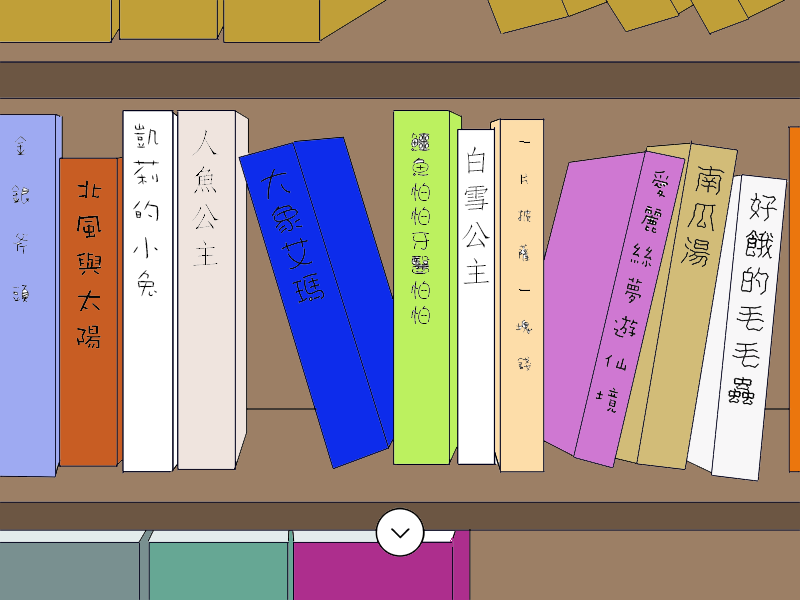 金銀斧頭
北風與太陽
凱莉的小兔
人魚公主
大象艾瑪
鱷魚怕怕牙醫怕怕
白雪公主
一片披薩一塊錢
愛麗絲夢遊仙境
南瓜湯
好餓的毛毛蟲